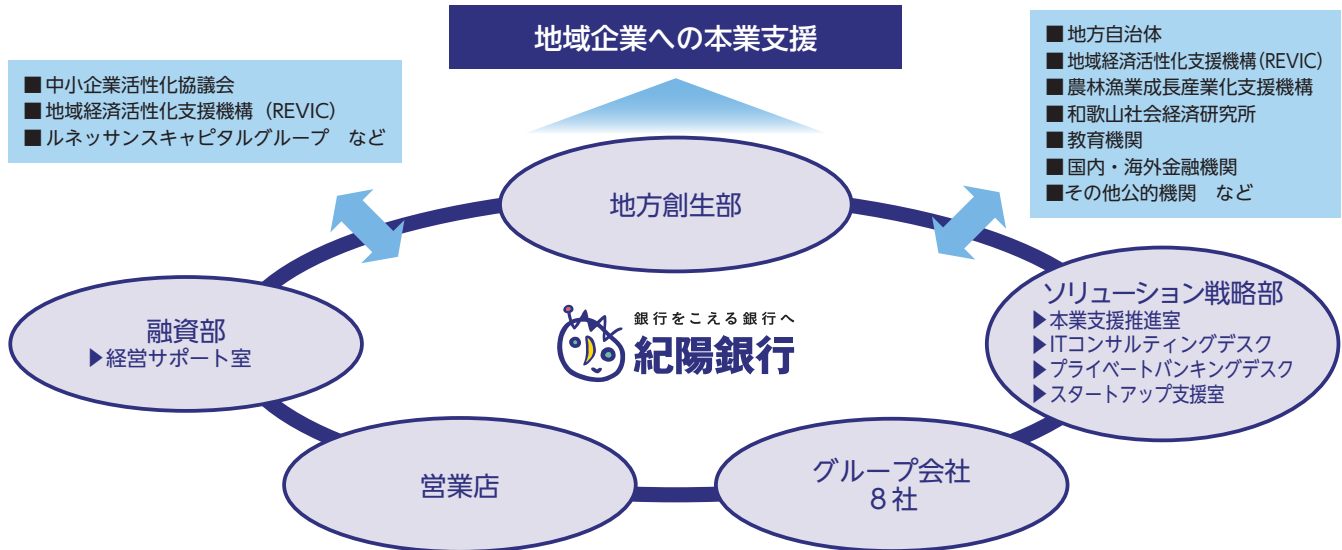 地域企業への本業支援
■ 中小企業活性化協議会
■ 地域経済活性化支援機構（REVIC）
■ ルネッサンスキャピタルグループ　など
■ 地方自治体
■ 地域経済活性化支援機構（REVIC）
■ 農林漁業成長産業化支援機構
■ 和歌山社会経済研究所
■ 教育機関
■ 国内・海外金融機関
■ その他公的機関　など
地方創生部
融資部
▶経営サポート室
銀行をこえる銀行へ
紀陽銀行
ソリューション戦略部
▶本業支援推進室
▶ITコンサルティングデスク
▶プライベートバンキングデスク
▶スタートアップ支援室
営業店
グループ会社
8社